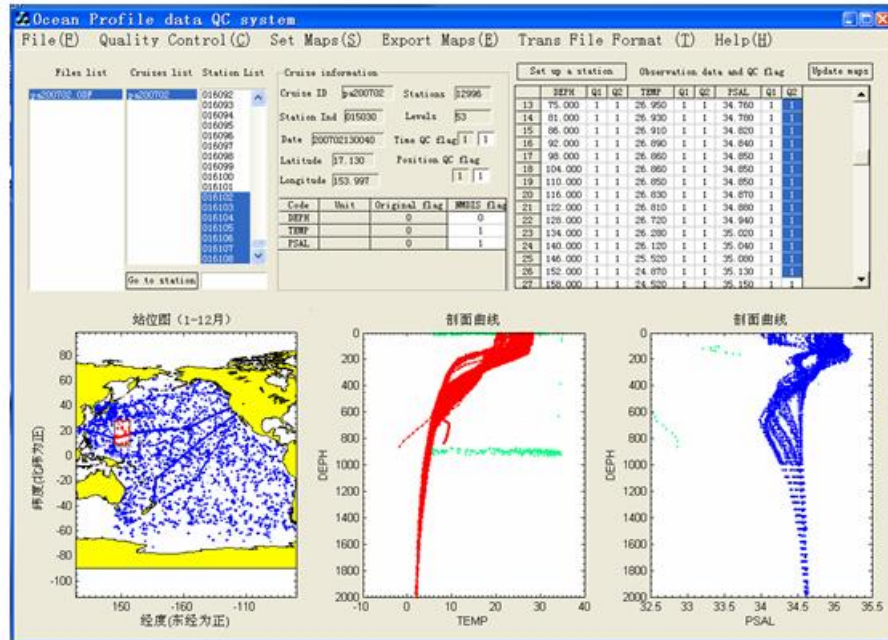 Ocean Profile data QC system
File(F) Quality Control(C) Set Maps(S) Export Maps(E) Trans File Format (T) Help(H)
Files list Cruises list Station List
pa200702.ODF pa200702
016092
016093
016094
016095
016096
016097
016098
016099
016100
016101
016102
016103
016104
016105
016106
016107
016108
Go to station
Cruise information
Cruise ID pa200702 Stations 12996
Station Ind 015030 Levels 53
Date 200702130040 Time QC flag 1 1
Latitude 17.130 Position QC flag
Longitude 153.997 1 1
Code Unit Original flag NMDIS flag
DEPH 0 0
TEMP 0 1
PSAL 0 1
Set up a station Observation data and QC flag Update maps
DEPH Q1 Q2 TEMP Q1 Q2 PSAL Q1 Q2
13 75.000 1 1 26.950 1 1 34.760 1 1
14 81.000 1 1 26.930 1 1 34.780 1 1
15 86.000 1 1 26.910 1 1 34.820 1 1
16 92.000 1 1 26.890 1 1 34.840 1 1
17 98.000 1 1 26.860 1 1 34.850 1 1
18 104.000 1 1 26.860 1 1 34.850 1 1
19 110.000 1 1 26.850 1 1 34.850 1 1
20 116.000 1 1 26.830 1 1 34.870 1 1
21 122.000 1 1 26.810 1 1 34.880 1 1
22 128.000 1 1 26.720 1 1 34.940 1 1
23 134.000 1 1 26.280 1 1 35.020 1 1
24 140.000 1 1 26.120 1 1 35.040 1 1
25 146.000 1 1 25.520 1 1 35.080 1 1
26 152.000 1 1 24.870 1 1 35.130 1 1
27 158.000 1 1 24.520 1 1 35.150 1 1
站位图（1-12月）
纬度(北纬为正)
80
60
40
20
0
-20
-40
-60
-80
-100
150 -160 -110
经度(东经为正)
剖面曲线
DEPH
0
200
400
600
800
1000
1200
1400
1600
1800
2000
-10 0 10 20 30 40
TEMP
剖面曲线
DEPH
0
200
400
600
800
1000
1200
1400
1600
1800
2000
32.5 33 33.5 34 34.5 35 35.5
PSAL